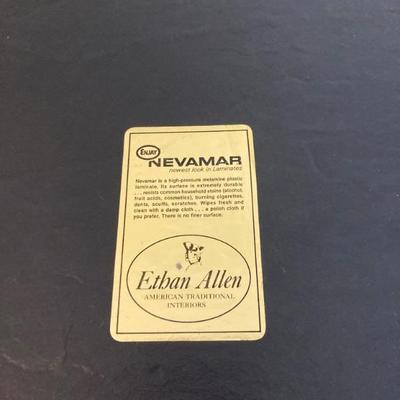 ENJAY
NEVAMAR
newest look in Laminates
Nevamar is a high-pressure melamine plastic
laminate. Its surface is extremely durable
. . . resists common household stains (alcohol,
fruit acids, cosmetics), burning cigarettes,
dents, scuffs, scratches. Wipes fresh and
clean with a damp cloth . . . a polish cloth if
you prefer. There is no finer surface.
Ethan Allen
AMERICAN TRADITIONAL
INTERIORS